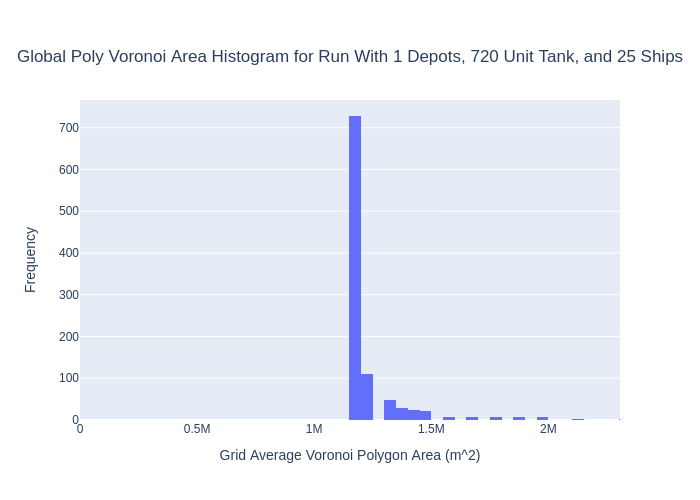 Global Poly Voronoi Area Histogram for Run With 1 Depots, 720 Unit Tank, and 25 Ships
700
600
500
400
300
200
100
0
Frequency
0 0.5M 1M 1.5M 2M
Grid Average Voronoi Polygon Area (m^2)